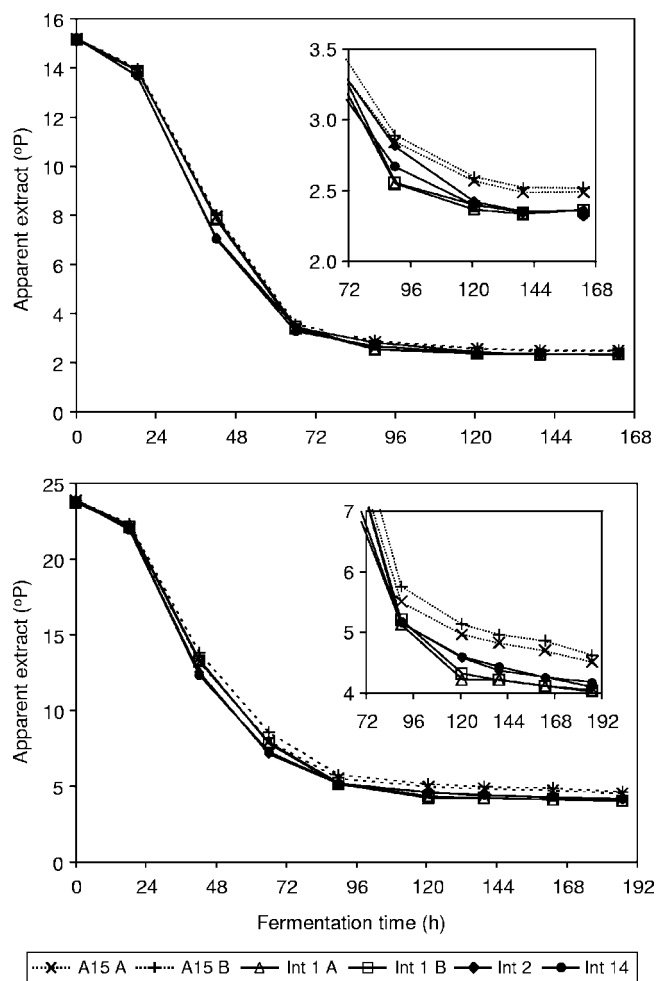 16
14
12
10
8
6
4
2
0
Apparent extract (ºP)
0 24 48 72 96 120 144 168
3.5
3.0
2.5
2.0
72 96 120 144 168
25
20
15
10
5
0
Apparent extract (ºP)
0 24 48 72 96 120 144 168 192
7
6
5
4
72 96 120 144 168 192
Fermentation time (h)
A15 A A15 B Int 1 A Int 1 B Int 2 Int 14